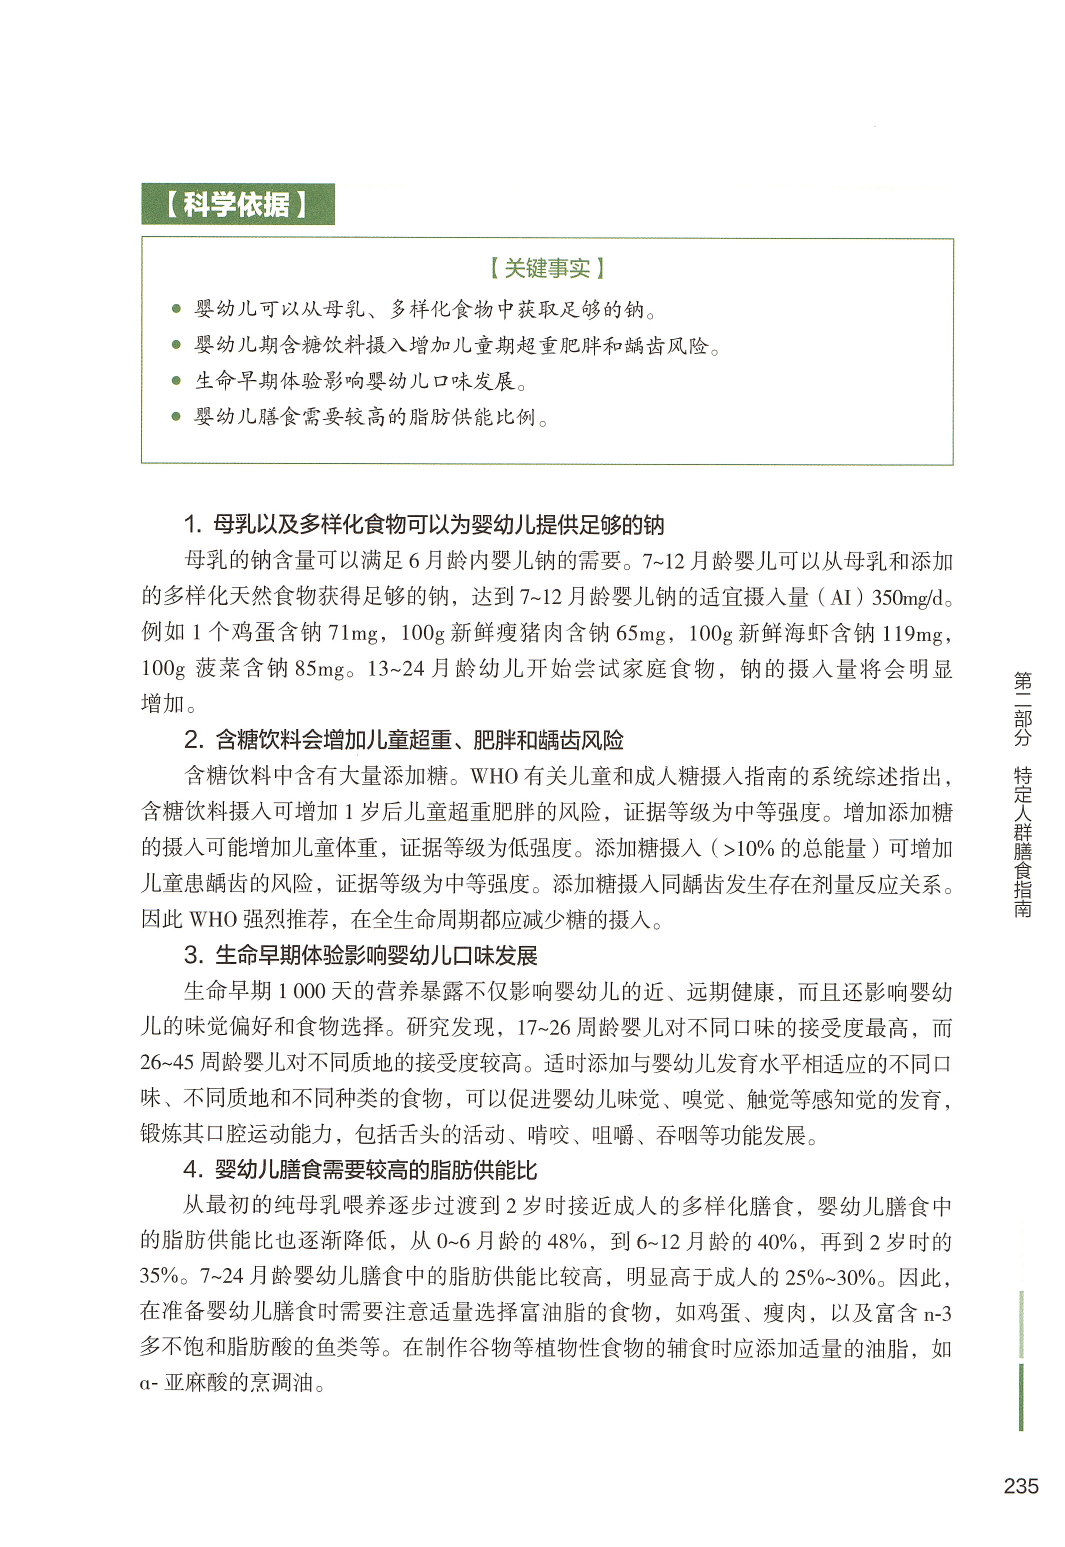 【科学依据】
【关键事实】
● 婴幼儿可以从母乳、多样化食物中获取足够的钠。
● 婴幼儿期含糖饮料摄入增加儿童期超重肥胖和龋齿风险。
● 生命早期体验影响婴幼儿口味发展。
● 婴幼儿膳食需要较高的脂肪供能比例。
1. 母乳以及多样化食物可以为婴幼儿提供足够的钠
母乳的钠含量可以满足 6 月龄内婴儿钠的需要。7~12 月龄婴儿可以从母乳和添加
的多样化天然食物获得足够的钠，达到 7~12 月龄婴儿钠的适宜摄入量（AI）350mg/d。
例如 1 个鸡蛋含钠 71mg，100g 新鲜瘦猪肉含钠 65mg，100g 新鲜海虾含钠 119mg，
100g 菠菜含钠 85mg。13~24 月龄幼儿开始尝试家庭食物，钠的摄入量将会明显
增加。
2. 含糖饮料会增加儿童超重、肥胖和龋齿风险
含糖饮料中含有大量添加糖。WHO 有关儿童和成人糖摄入指南的系统综述指出，
含糖饮料摄入可增加 1 岁后儿童超重肥胖的风险，证据等级为中等强度。增加添加糖
的摄入可能增加儿童体重，证据等级为低强度。添加糖摄入（>10% 的总能量）可增加
儿童患龋齿的风险，证据等级为中等强度。添加糖摄入同龋齿发生存在剂量反应关系。
因此 WHO 强烈推荐，在全生命周期都应减少糖的摄入。
3. 生命早期体验影响婴幼儿口味发展
生命早期 1 000 天的营养暴露不仅影响婴幼儿的近、远期健康，而且还影响婴幼
儿的味觉偏好和食物选择。研究发现，17~26 周龄婴儿对不同口味的接受度最高，而
26~45 周龄婴儿对不同质地的接受度较高。适时添加与婴幼儿发育水平相适应的不同口
味、不同质地和不同种类的食物，可以促进婴幼儿味觉、嗅觉、触觉等感知觉的发育，
锻炼其口腔运动能力，包括舌头的活动、啃咬、咀嚼、吞咽等功能发展。
4. 婴幼儿膳食需要较高的脂肪供能比
从最初的纯母乳喂养逐步过渡到 2 岁时接近成人的多样化膳食，婴幼儿膳食中
的脂肪供能比也逐渐降低，从 0~6 月龄的 48%，到 6~12 月龄的 40%，再到 2 岁时的
35%。7~24 月龄婴幼儿膳食中的脂肪供能比较高，明显高于成人的 25%~30%。因此，
在准备婴幼儿膳食时需要注意适量选择富油脂的食物，如鸡蛋、瘦肉，以及富含 n-3
多不饱和脂肪酸的鱼类等。在制作谷物等植物性食物的辅食时应添加适量的油脂，如
α- 亚麻酸的烹调油。
第二部分 特定人群膳食指南
235